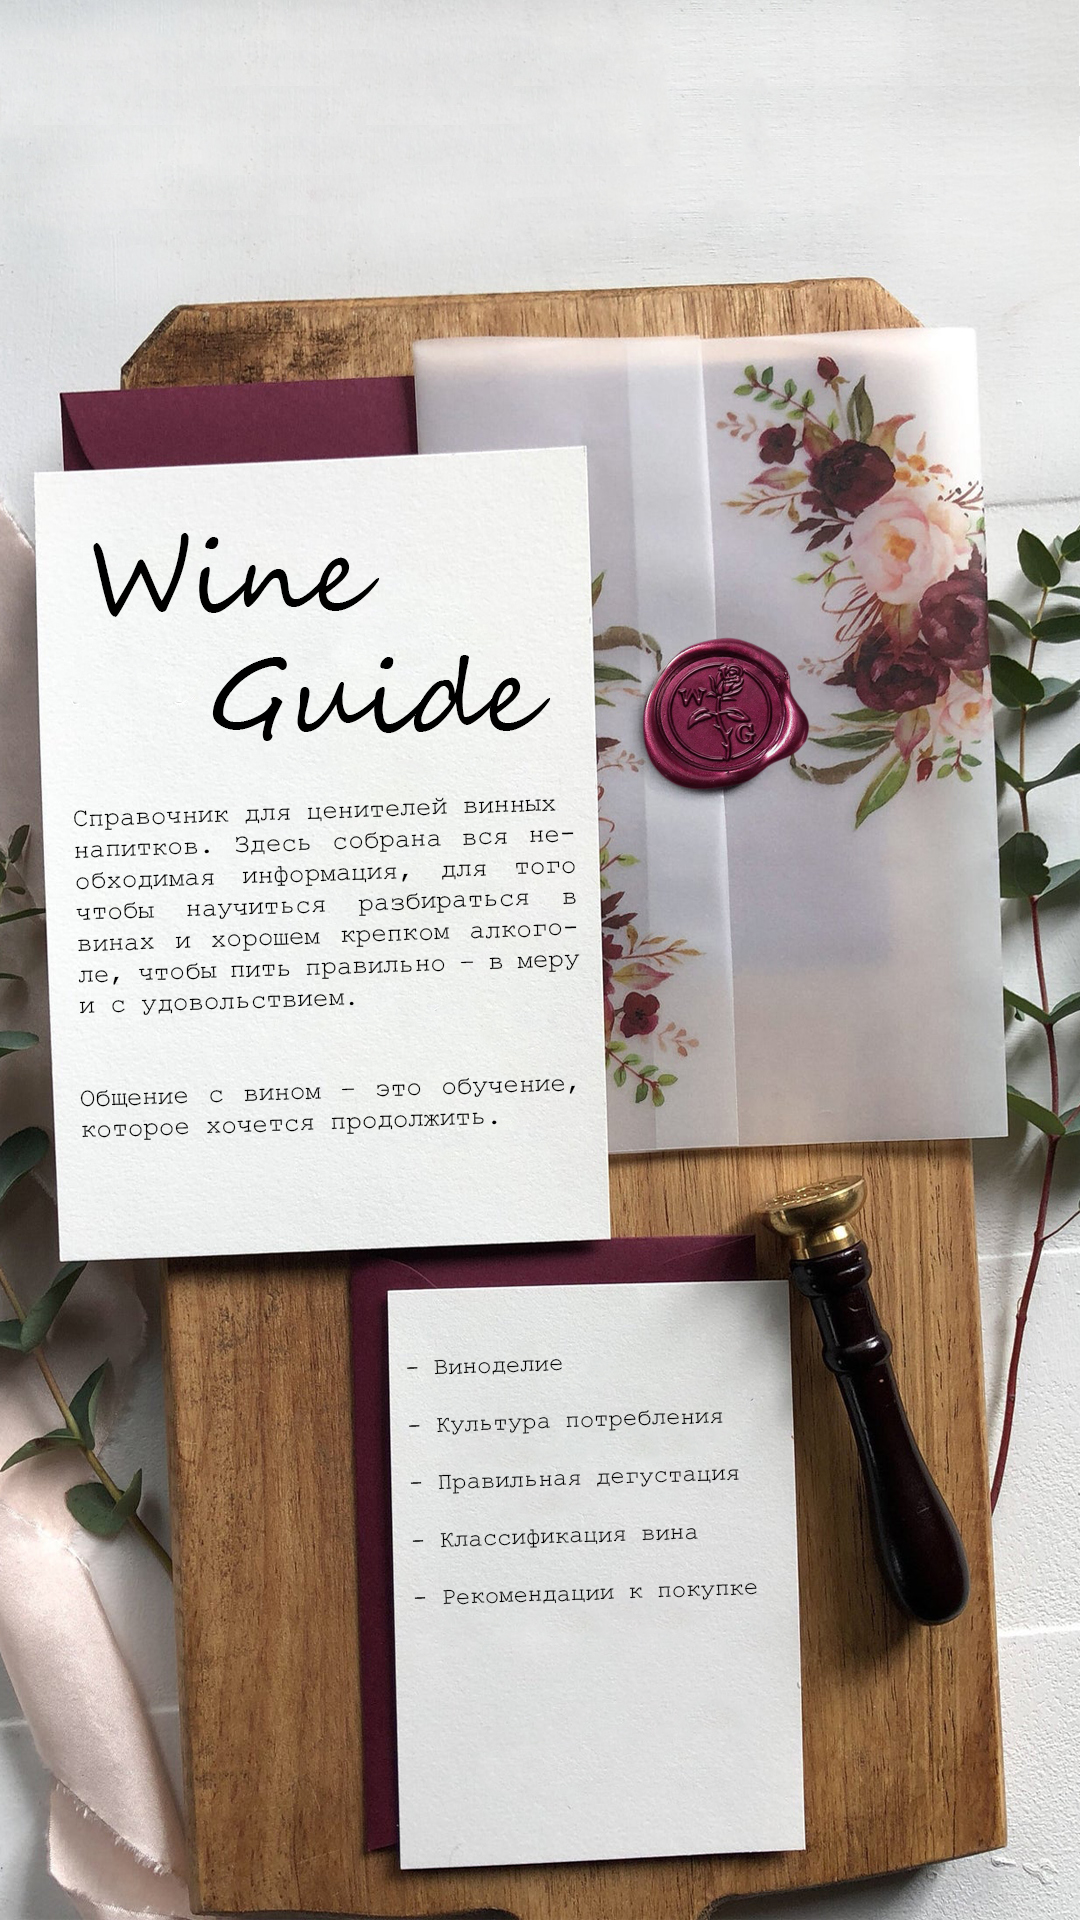 Wine
Guide
Справочник для ценителей винных
напитков. Здесь собрана вся не-
обходимая информация, для того
чтобы научиться разбираться в
винах и хорошем крепком алкого-
ле, чтобы пить правильно - в меру
и с удовольствием.
Общение с вином - это обучение,
которое хочется продолжить.
W
G
- Виноделие
- Культура потребления
- Правильная дегустация
- Классификация вина
- Рекомендации к покупке